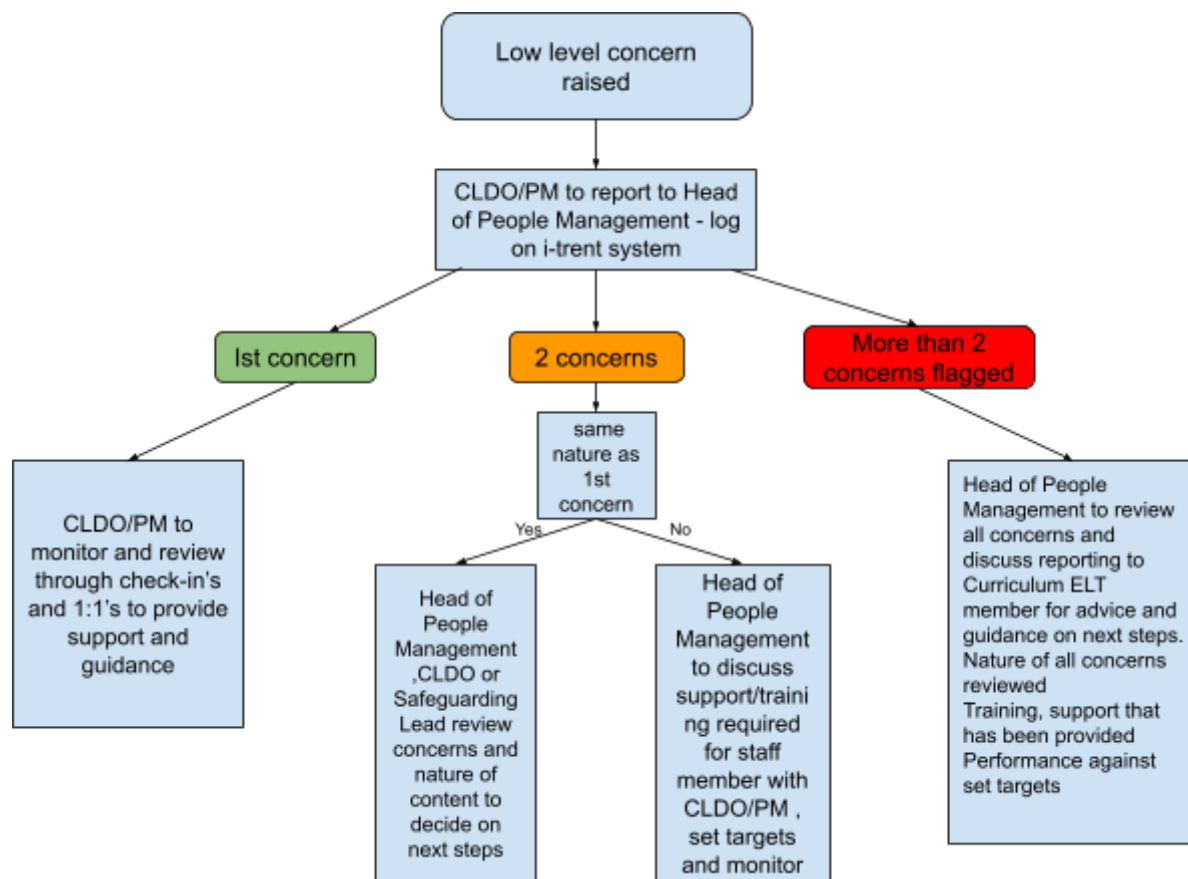 Low level concern
raised
CLDO/PM to report to Head
of People Management - log
on i-trent system
Ist concern
2 concerns
More than 2
concerns flagged
CLDO/PM to
monitor and review
through check-in's
and 1:1's to provide
support and
guidance
same
nature as
1st
concern
Yes
No
Head of
People
Management
,CLDO or
Safeguarding
Lead review
concerns and
nature of
content to
decide on
next steps
Head of
People
Management
to discuss
support/traini
ng required
for staff
member with
CLDO/PM ,
set targets
and monitor
Head of People
Management to review
all concerns and
discuss reporting to
Curriculum ELT
member for advice and
guidance on next steps.
Nature of all concerns
reviewed
Training, support that
has been provided
Performance against
set targets